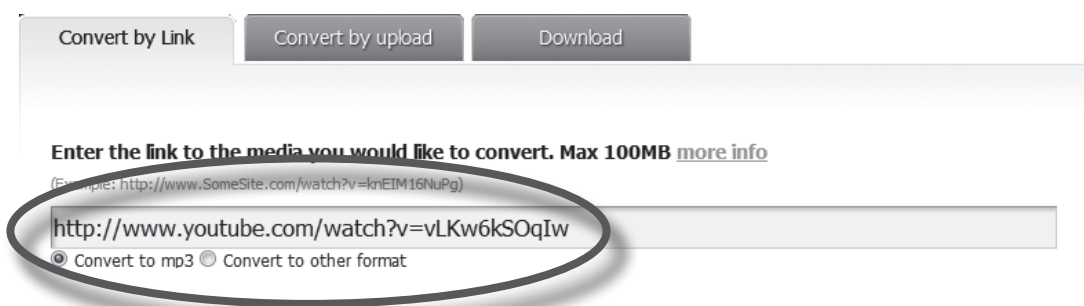 Convert by Link Convert by upload Download
Enter the link to the media you would like to convert. Max 100MB more info
(Example: http://www.SomeSite.com/watch?v=knEIM16NuPg)
http://www.youtube.com/watch?v=vLKw6kSOqIw
Convert to mp3 Convert to other format